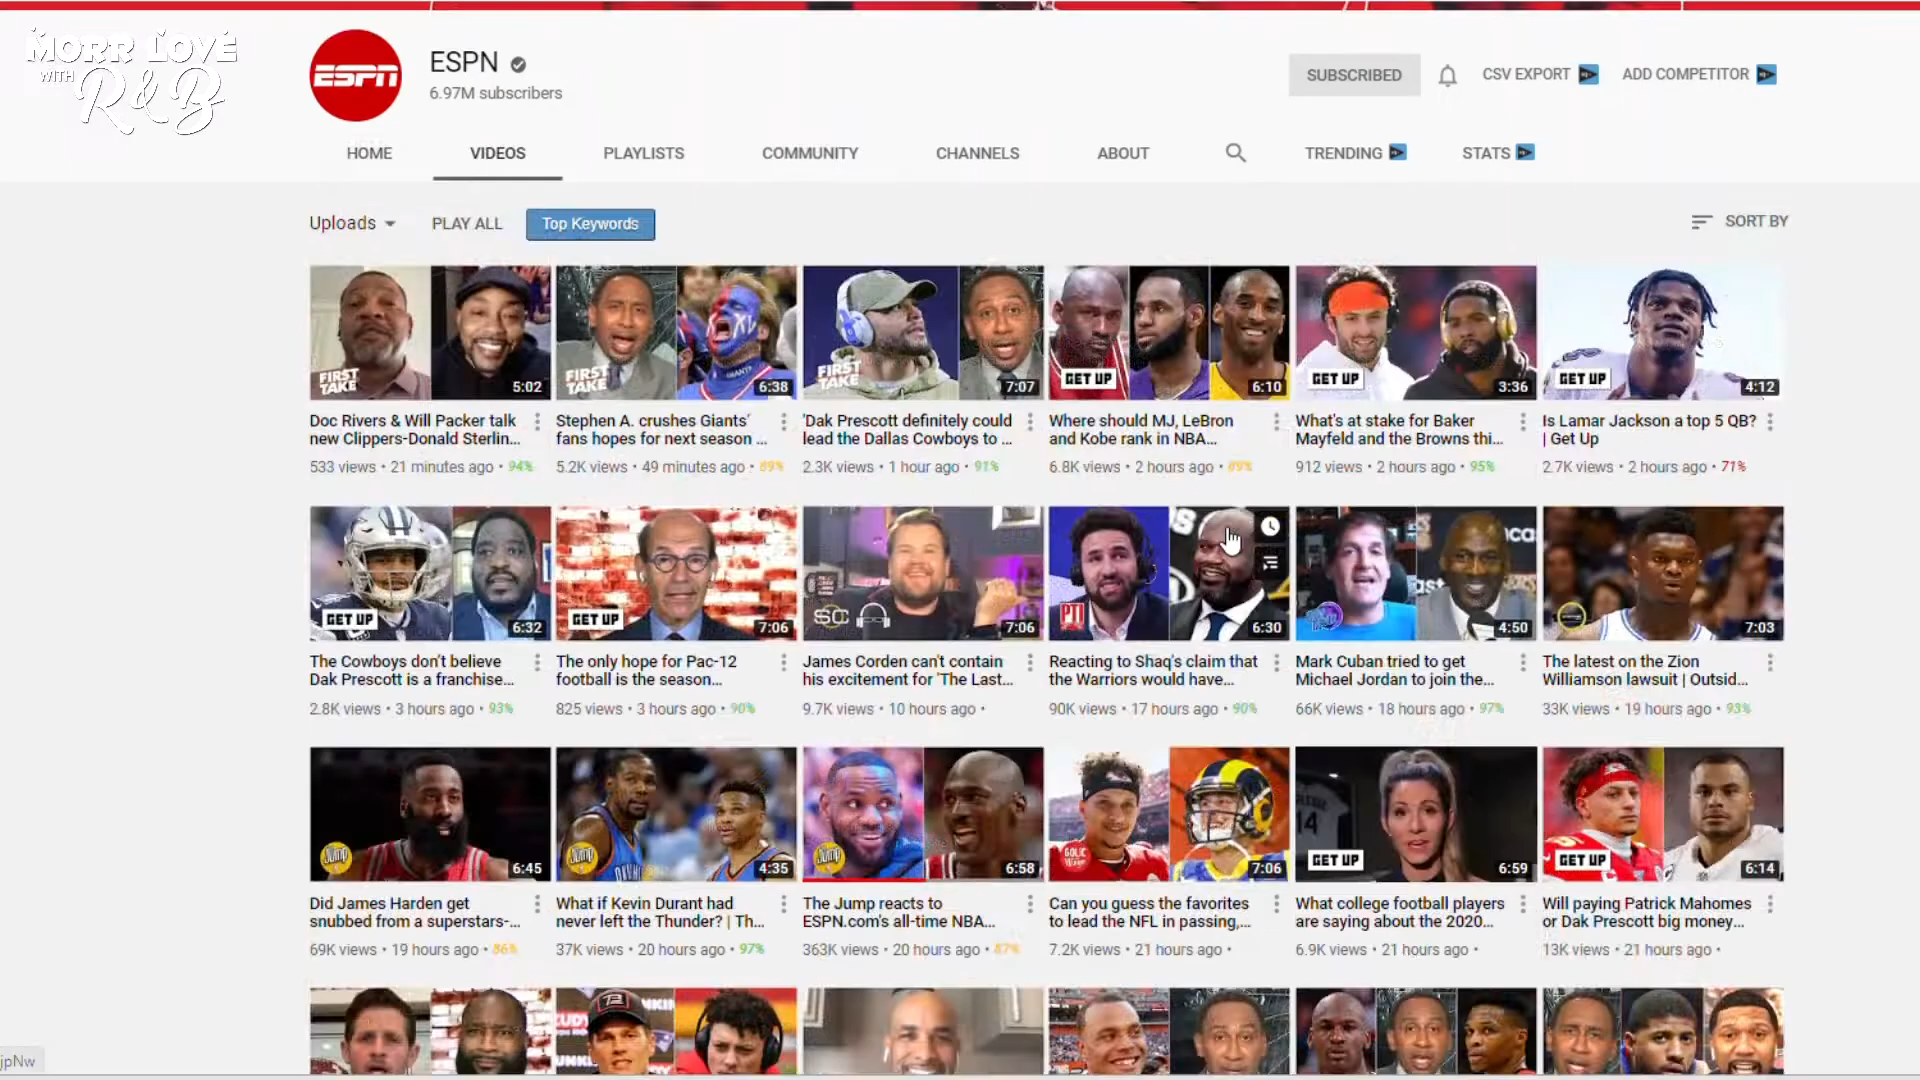 MORR LOVE
WITH
R&B
ESPN
ESPN
6.97M subscribers
SUBSCRIBED
CSV EXPORT
ADD COMPETITOR
HOME
VIDEOS
PLAYLISTS
COMMUNITY
CHANNELS
ABOUT
TRENDING
STATS
Uploads
PLAY ALL
Top Keywords
SORT BY
FIRST
TAKE
5:02
FIRST
TAKE
GIANTS
6:38
FIRST
TAKE
7:07
GET UP
6:10
GET UP
3:36
GET UP
4:12
Doc Rivers & Will Packer talk
new Clippers-Donald Sterlin...
533 views • 21 minutes ago • 94%
Stephen A. crushes Giants'
fans hopes for next season ...
5.2K views • 49 minutes ago • 89%
'Dak Prescott definitely could
lead the Dallas Cowboys to ...
2.3K views • 1 hour ago • 91%
Where should MJ, LeBron
and Kobe rank in NBA...
6.8K views • 2 hours ago • 89%
What's at stake for Baker
Mayfeld and the Browns thi...
912 views • 2 hours ago • 95%
Is Lamar Jackson a top 5 QB?
| Get Up
2.7K views • 2 hours ago • 71%
GET UP
6:32
GET UP
7:06
SC
7:06
PTI
6:30
4:50
7:03
The Cowboys don't believe
Dak Prescott is a franchise...
2.8K views • 3 hours ago • 93%
The only hope for Pac-12
football is the season...
825 views • 3 hours ago • 90%
James Corden can't contain
his excitement for 'The Last...
9.7K views • 10 hours ago •
Reacting to Shaq's claim that
the Warriors would have...
90K views • 17 hours ago • 90%
Mark Cuban tried to get
Michael Jordan to join the...
66K views • 18 hours ago • 97%
The latest on the Zion
Williamson lawsuit | Outsid...
33K views • 19 hours ago • 93%
JUMP
6:45
JUMP
4:35
JUMP
6:58
GOLIC
7:06
14
GET UP
6:59
GET UP
6:14
Did James Harden get
snubbed from a superstars-...
69K views • 19 hours ago • 86%
What if Kevin Durant had
never left the Thunder? | Th...
37K views • 20 hours ago • 97%
The Jump reacts to
ESPN.com's all-time NBA...
363K views • 20 hours ago • 87%
Can you guess the favorites
to lead the NFL in passing,...
7.2K views • 21 hours ago •
What college football players
are saying about the 2020...
6.9K views • 21 hours ago •
Will paying Patrick Mahomes
or Dak Prescott big money...
13K views • 21 hours ago •
jpNw